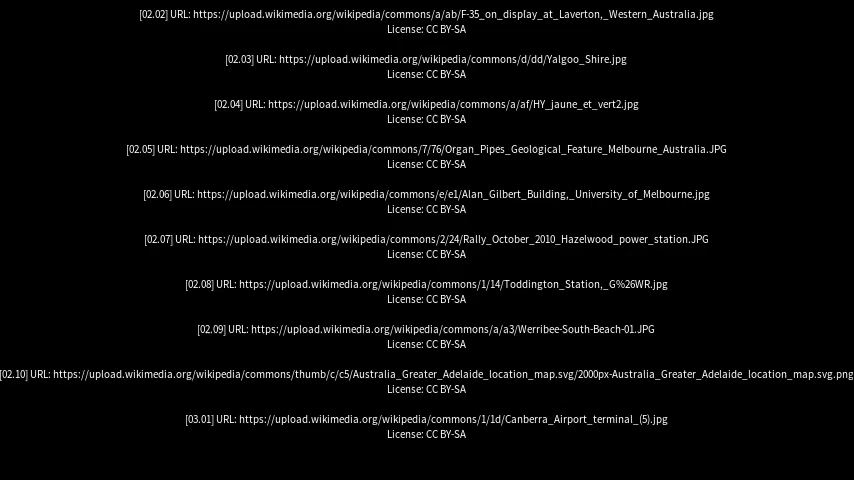 [02.02] URL: https://upload.wikimedia.org/wikipedia/commons/a/ab/F-35_on_display_at_Laverton,_Western_Australia.jpg
License: CC BY-SA
[02.03] URL: https://upload.wikimedia.org/wikipedia/commons/d/dd/Yalgoo_Shire.jpg
License: CC BY-SA
[02.04] URL: https://upload.wikimedia.org/wikipedia/commons/a/af/HY_jaune_et_vert2.jpg
License: CC BY-SA
[02.05] URL: https://upload.wikimedia.org/wikipedia/commons/7/76/Organ_Pipes_Geological_Feature_Melbourne_Australia.JPG
License: CC BY-SA
[02.06] URL: https://upload.wikimedia.org/wikipedia/commons/e/e1/Alan_Gilbert_Building,_University_of_Melbourne.jpg
License: CC BY-SA
[02.07] URL: https://upload.wikimedia.org/wikipedia/commons/2/24/Rally_October_2010_Hazelwood_power_station.JPG
License: CC BY-SA
[02.08] URL: https://upload.wikimedia.org/wikipedia/commons/1/14/Toddington_Station,_G%26WR.jpg
License: CC BY-SA
[02.09] URL: https://upload.wikimedia.org/wikipedia/commons/a/a3/Werribee-South-Beach-01.JPG
License: CC BY-SA
[02.10] URL: https://upload.wikimedia.org/wikipedia/commons/thumb/c/c5/Australia_Greater_Adelaide_location_map.svg/2000px-Australia_Greater_Adelaide_location_map.svg.png
License: CC BY-SA
[03.01] URL: https://upload.wikimedia.org/wikipedia/commons/1/1d/Canberra_Airport_terminal_(5).jpg
License: CC BY-SA